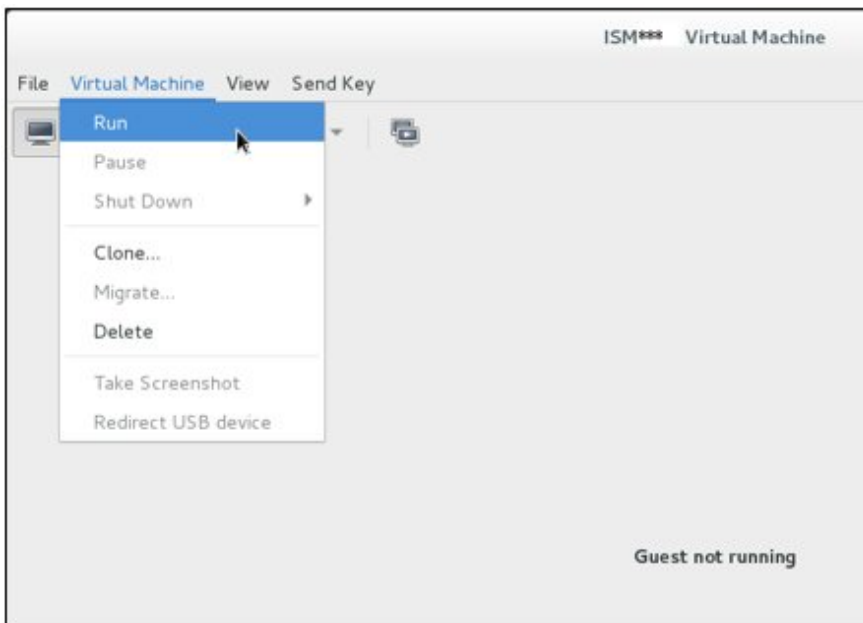 ISM*** Virtual Machine
File Virtual Machine View Send Key
Run
Pause
Shut Down
Clone...
Migrate...
Delete
Take Screenshot
Redirect USB device
Guest not running